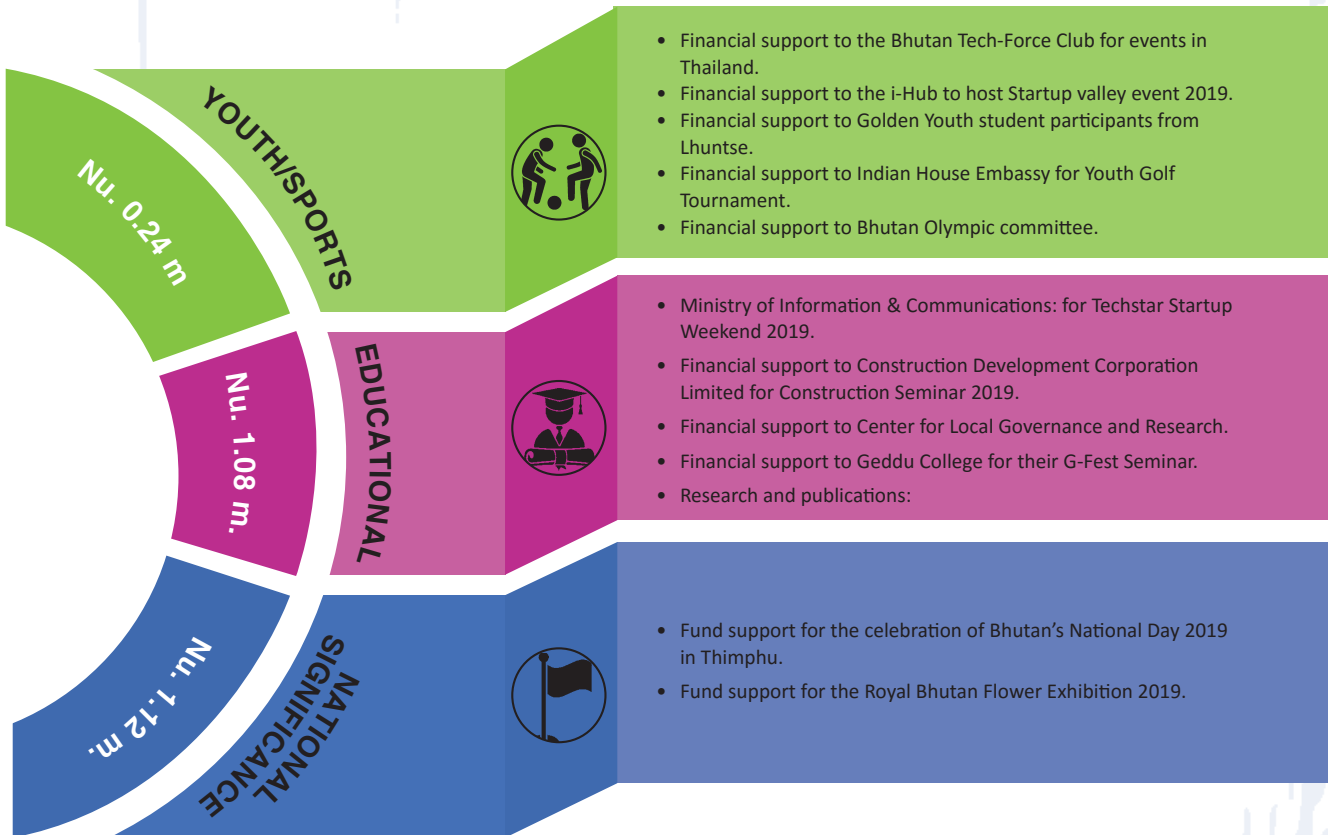 YOUTH/SPORTS
Nu. 0.24 m
• Financial support to the Bhutan Tech-Force Club for events in
Thailand.
• Financial support to the i-Hub to host Startup valley event 2019.
• Financial support to Golden Youth student participants from
Lhuntse.
• Financial support to Indian House Embassy for Youth Golf
Tournament.
• Financial support to Bhutan Olympic committee.
EDUCATIONAL
Nu. 1.08 m.
• Ministry of Information & Communications: for Techstar Startup
Weekend 2019.
• Financial support to Construction Development Corporation
Limited for Construction Seminar 2019.
• Financial support to Center for Local Governance and Research.
• Financial support to Geddu College for their G-Fest Seminar.
• Research and publications:
NATIONAL
SIGNIFICANCE
Nu. 1.12 m.
• Fund support for the celebration of Bhutan’s National Day 2019
in Thimphu.
• Fund support for the Royal Bhutan Flower Exhibition 2019.